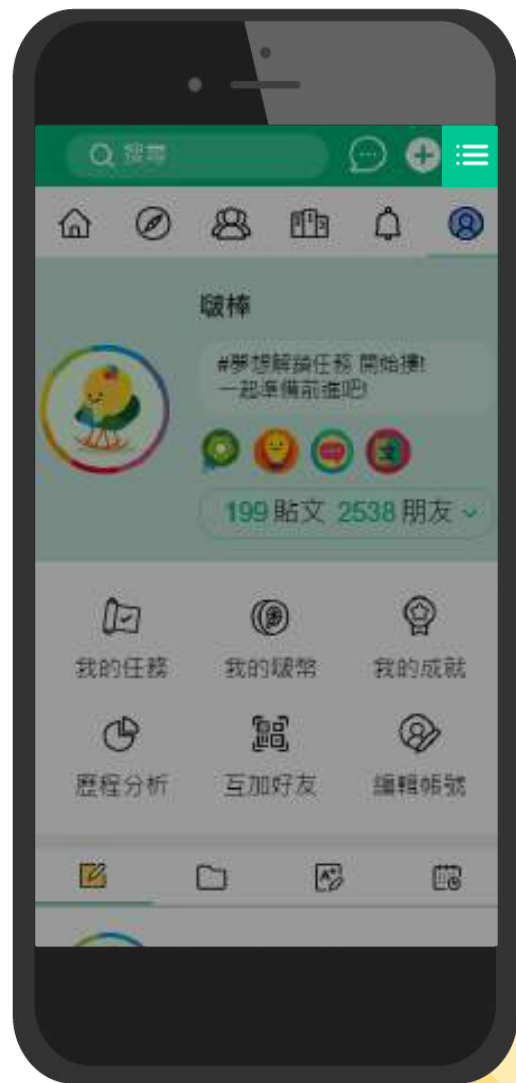 搜尋
啵棒
#夢想解鎖任務 開始摟!
一起準備前進吧!
199 貼文 2538 朋友
我的任務 我的啵幣 我的成就
歷程分析 互加好友 編輯帳號